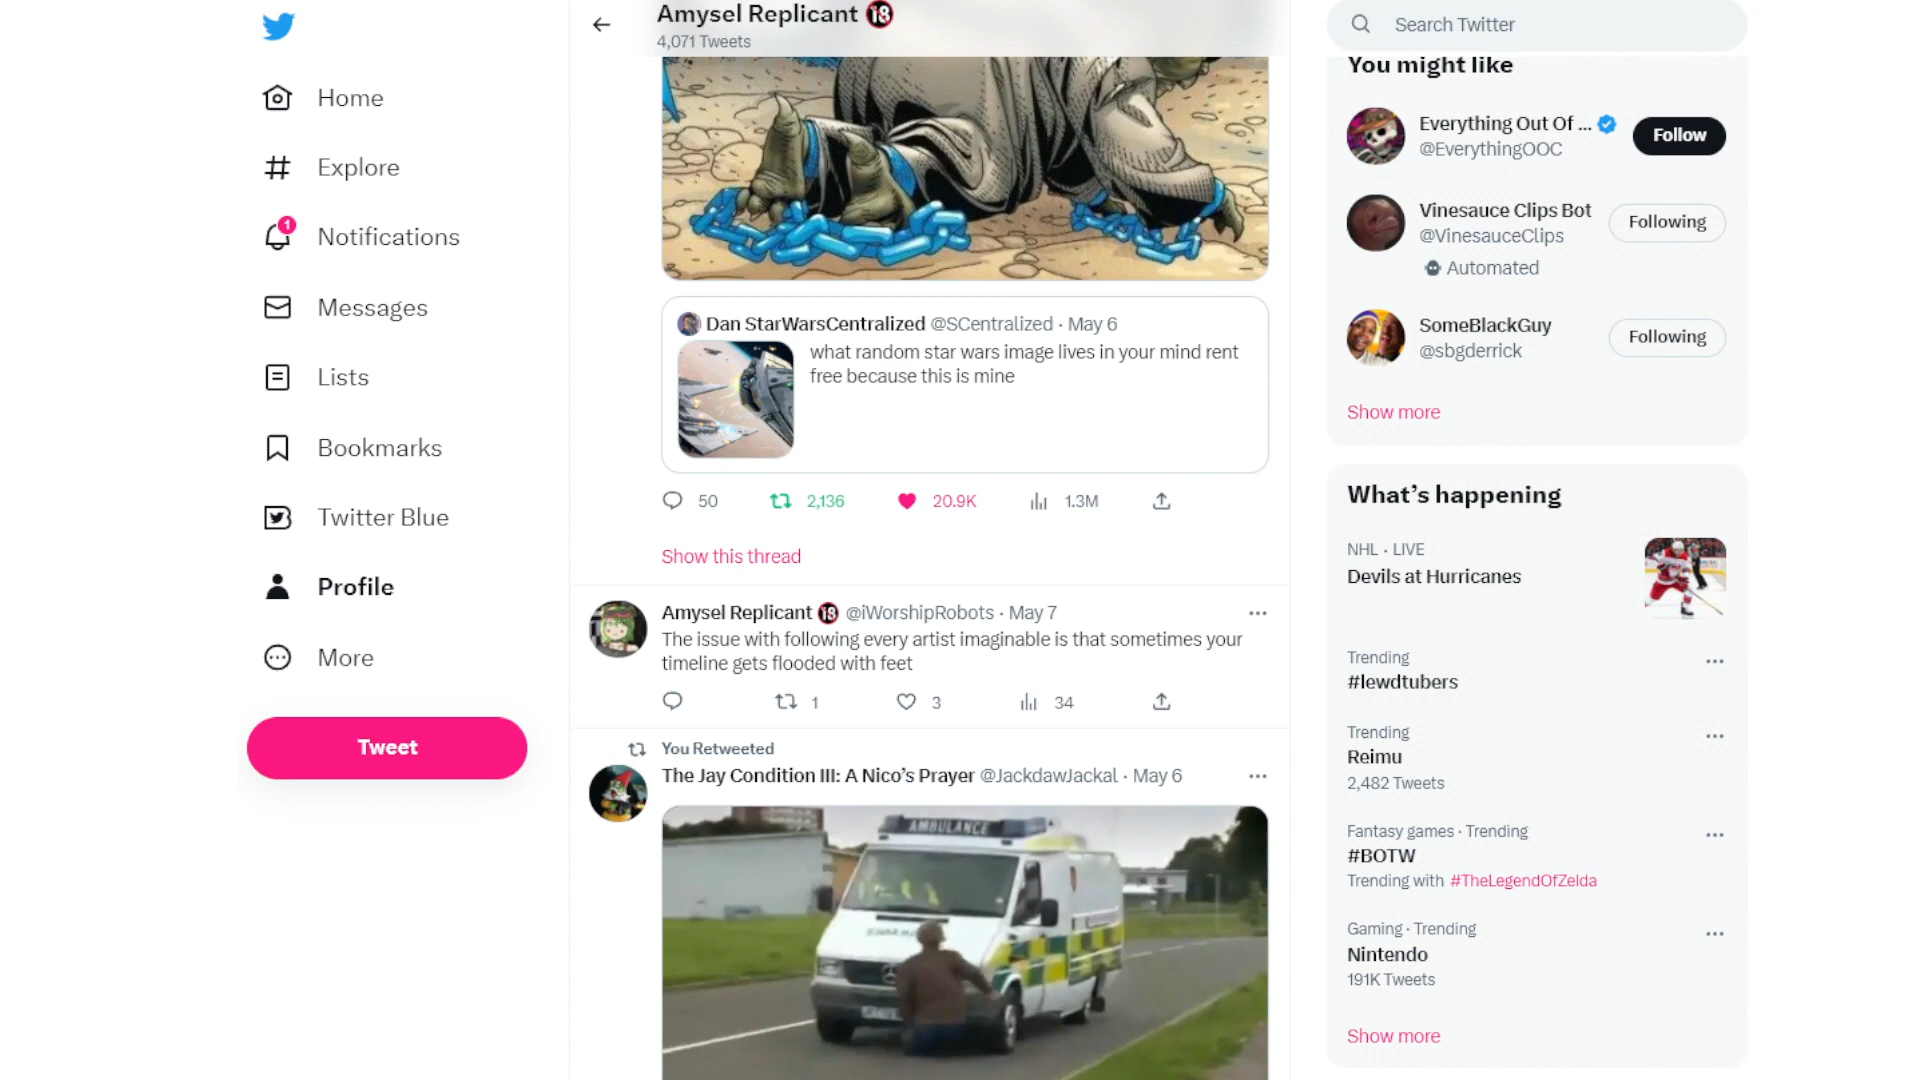 Amysel Replicant 🔞
4,071 Tweets
Home
Explore
1
Notifications
Messages
Lists
Bookmarks
Twitter Blue
Profile
More
Tweet
Dan StarWarsCentralized @SCentralized · May 6
what random star wars image lives in your mind rent
free because this is mine
50 2,136 20.9K 1.3M
Show this thread
Amysel Replicant 🔞 @iWorshipRobots · May 7
The issue with following every artist imaginable is that sometimes your
timeline gets flooded with feet
1 3 34
You Retweeted
The Jay Condition III: A Nico's Prayer @JackdawJackal · May 6
AMBULANCE
Search Twitter
You might like
Everything Out Of ...
@EverythingOOC
Follow
Vinesauce Clips Bot
@VinesauceClips
Automated
Following
SomeBlackGuy
@sbgderrick
Following
Show more
What's happening
NHL · LIVE
Devils at Hurricanes
Trending
#lewdtubers
Trending
Reimu
2,482 Tweets
Fantasy games · Trending
#BOTW
Trending with #TheLegendOfZelda
Gaming · Trending
Nintendo
191K Tweets
Show more